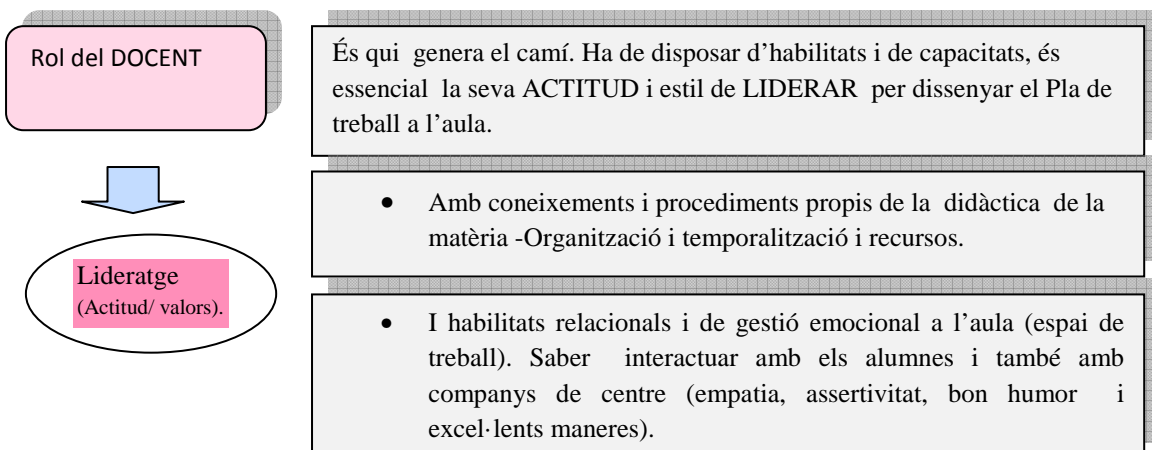 Rol del DOCENT
És qui genera el camí. Ha de disposar d’habilitats i de capacitats, és
essencial la seva ACTITUD i estil de LIDERAR per dissenyar el Pla de
treball a l’aula.
• Amb coneixements i procediments propis de la didàctica de la
matèria -Organització i temporalització i recursos.
Lideratge
(Actitud/ valors).
• I habilitats relacionals i de gestió emocional a l’aula (espai de
treball). Saber interactuar amb els alumnes i també amb
companys de centre (empatia, assertivitat, bon humor i
excel·lents maneres).